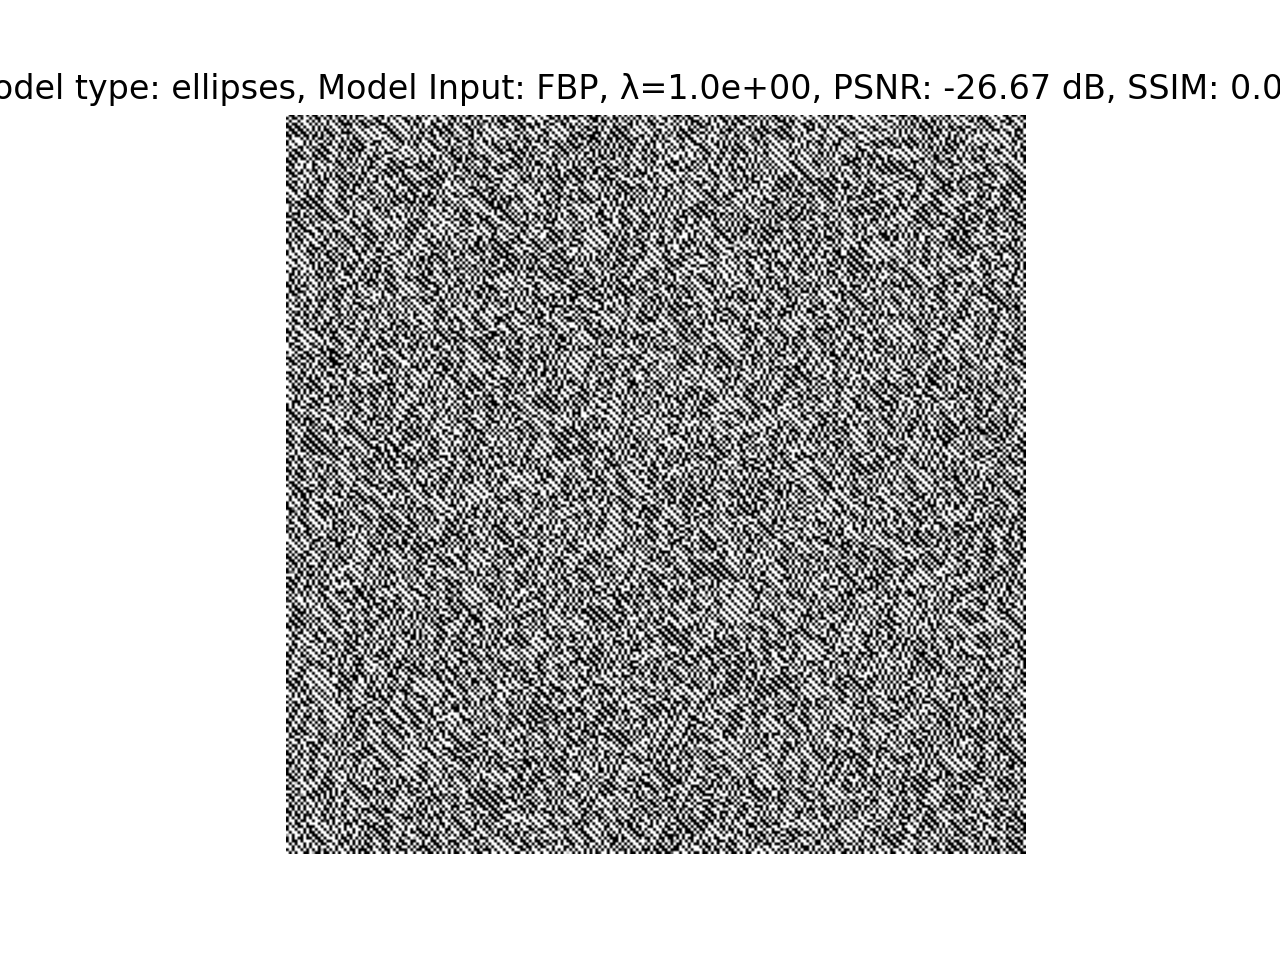 odel type: ellipses, Model Input: FBP, λ=1.0e+00, PSNR: -26.67 dB, SSIM: 0.0